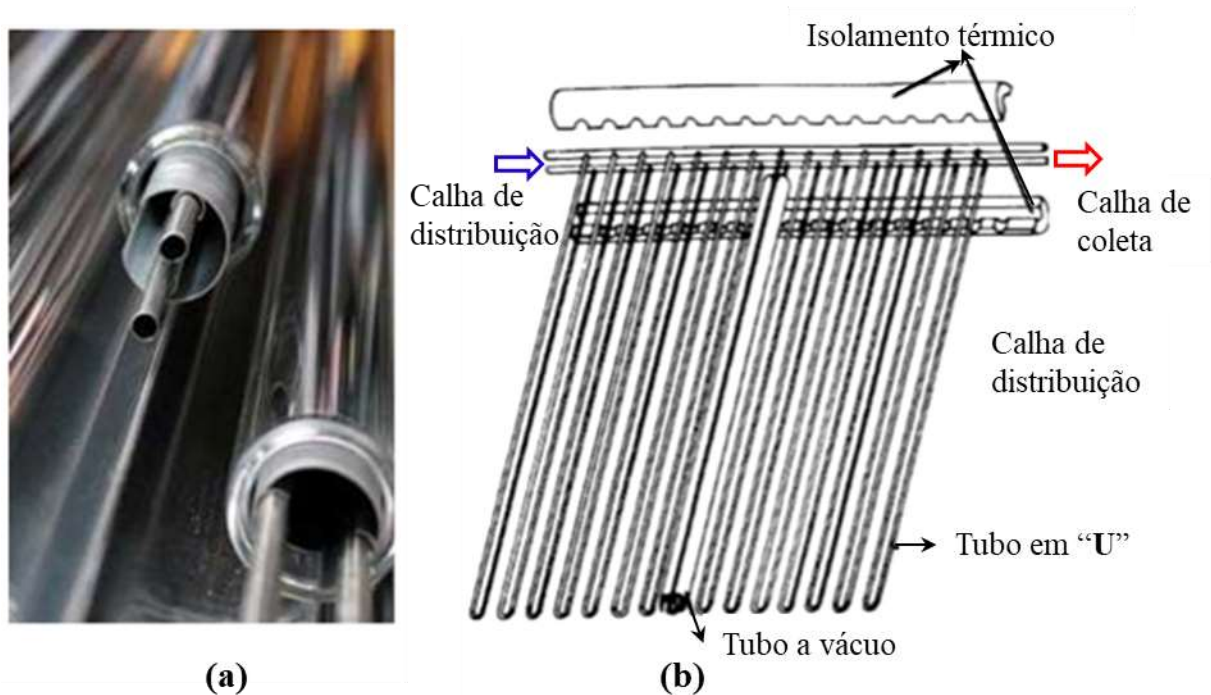 Isolamento térmico
Calha de
distribuição
Calha de
coleta
Calha de
distribuição
Tubo em “U”
Tubo a vácuo
(a)
(b)